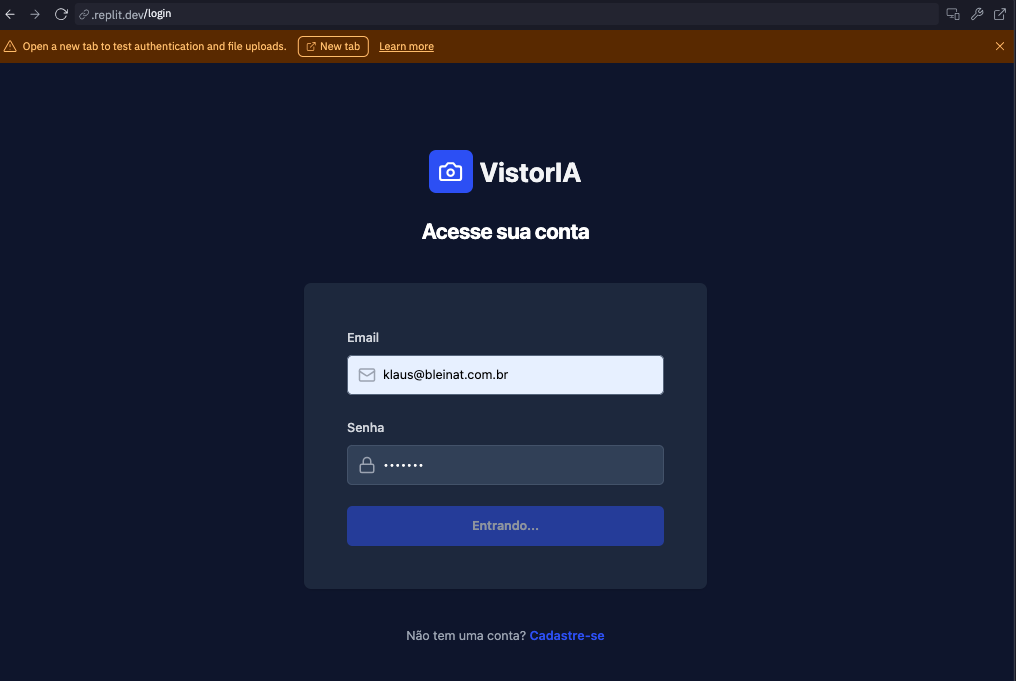 .replit.dev/login
Open a new tab to test authentication and file uploads. New tab Learn more
VistorIA
Acesse sua conta
Email
klaus@bleinat.com.br
Senha
•••••••
Entrando...
Não tem uma conta? Cadastre-se